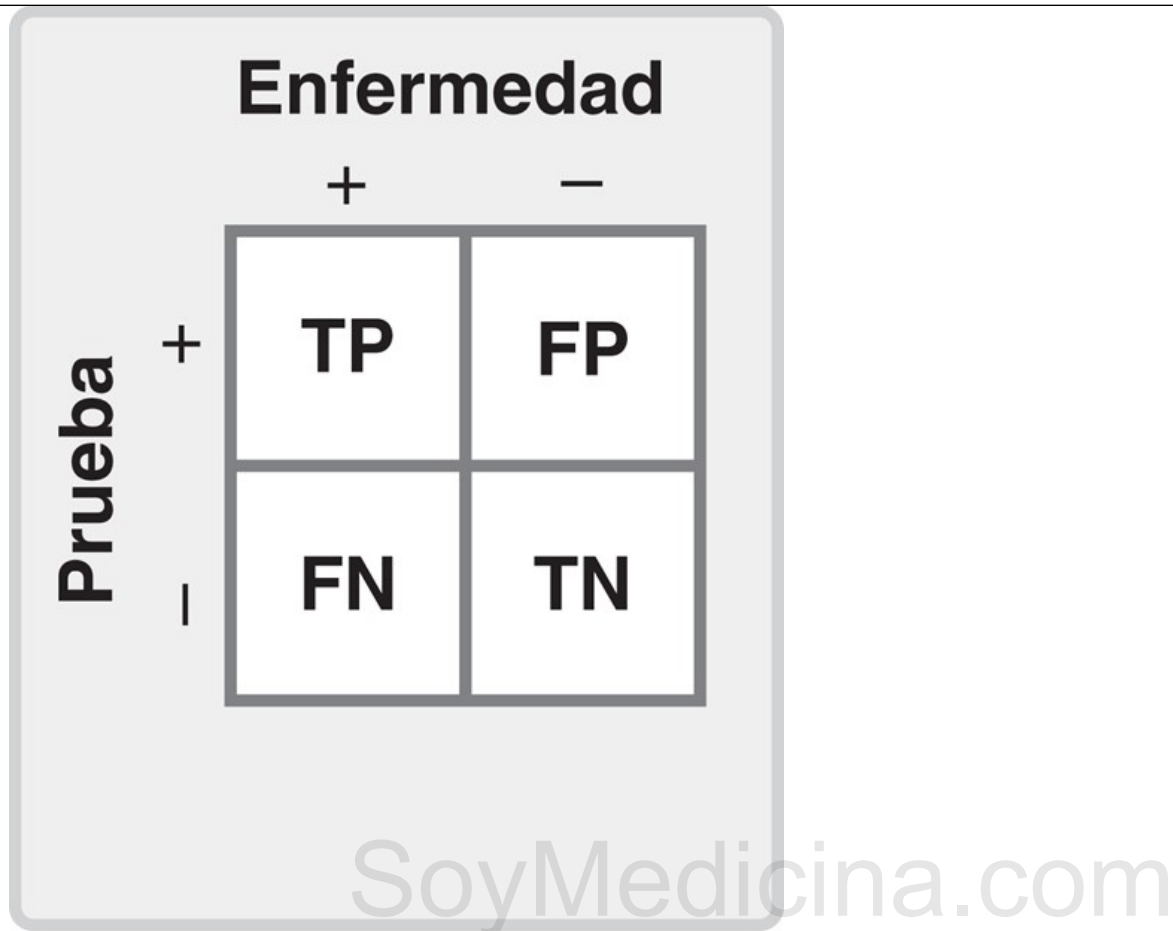 Enfermedad
+ −
Prueba
+ TP FP
− FN TN
SoyMedicina.com